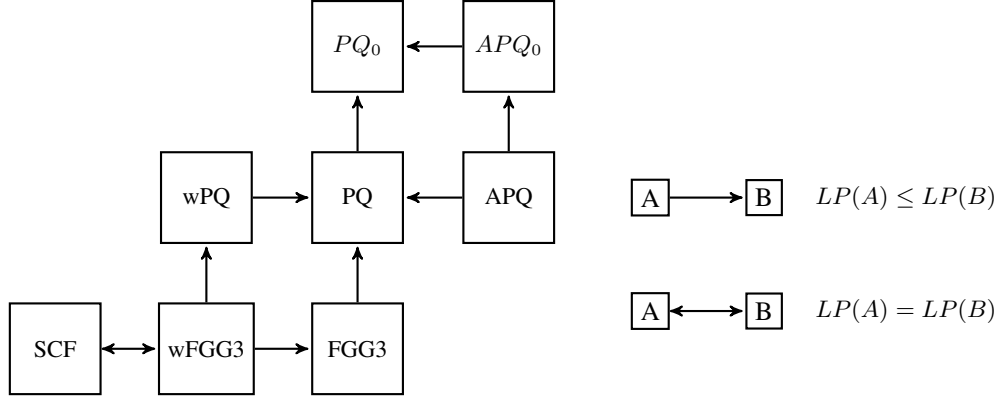 PQ₀ APQ₀
wPQ PQ APQ A B LP(A) ≤ LP(B)
SCF wFGG3 FGG3 A B LP(A) = LP(B)